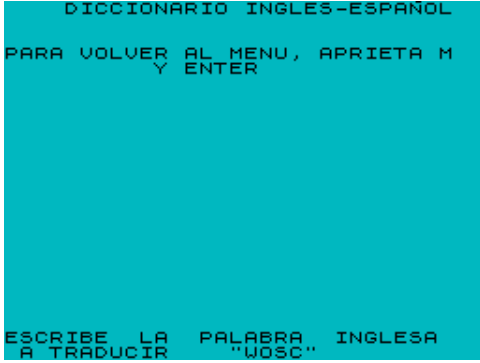 DICCIONARIO INGLES-ESPAÑOL
PARA VOLVER AL MENU, APRIETA M
Y ENTER
ESCRIBE LA PALABRA INGLESA
A TRADUCIR "WOSC"